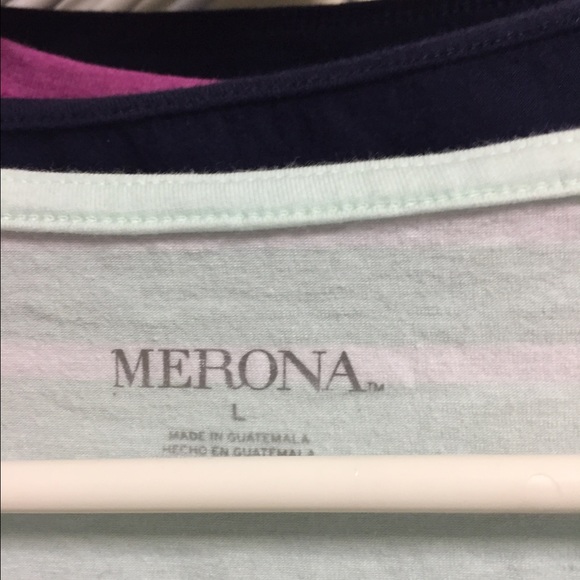 MERONA™
L
MADE IN GUATEMALA
HECHO EN GUATEMALA